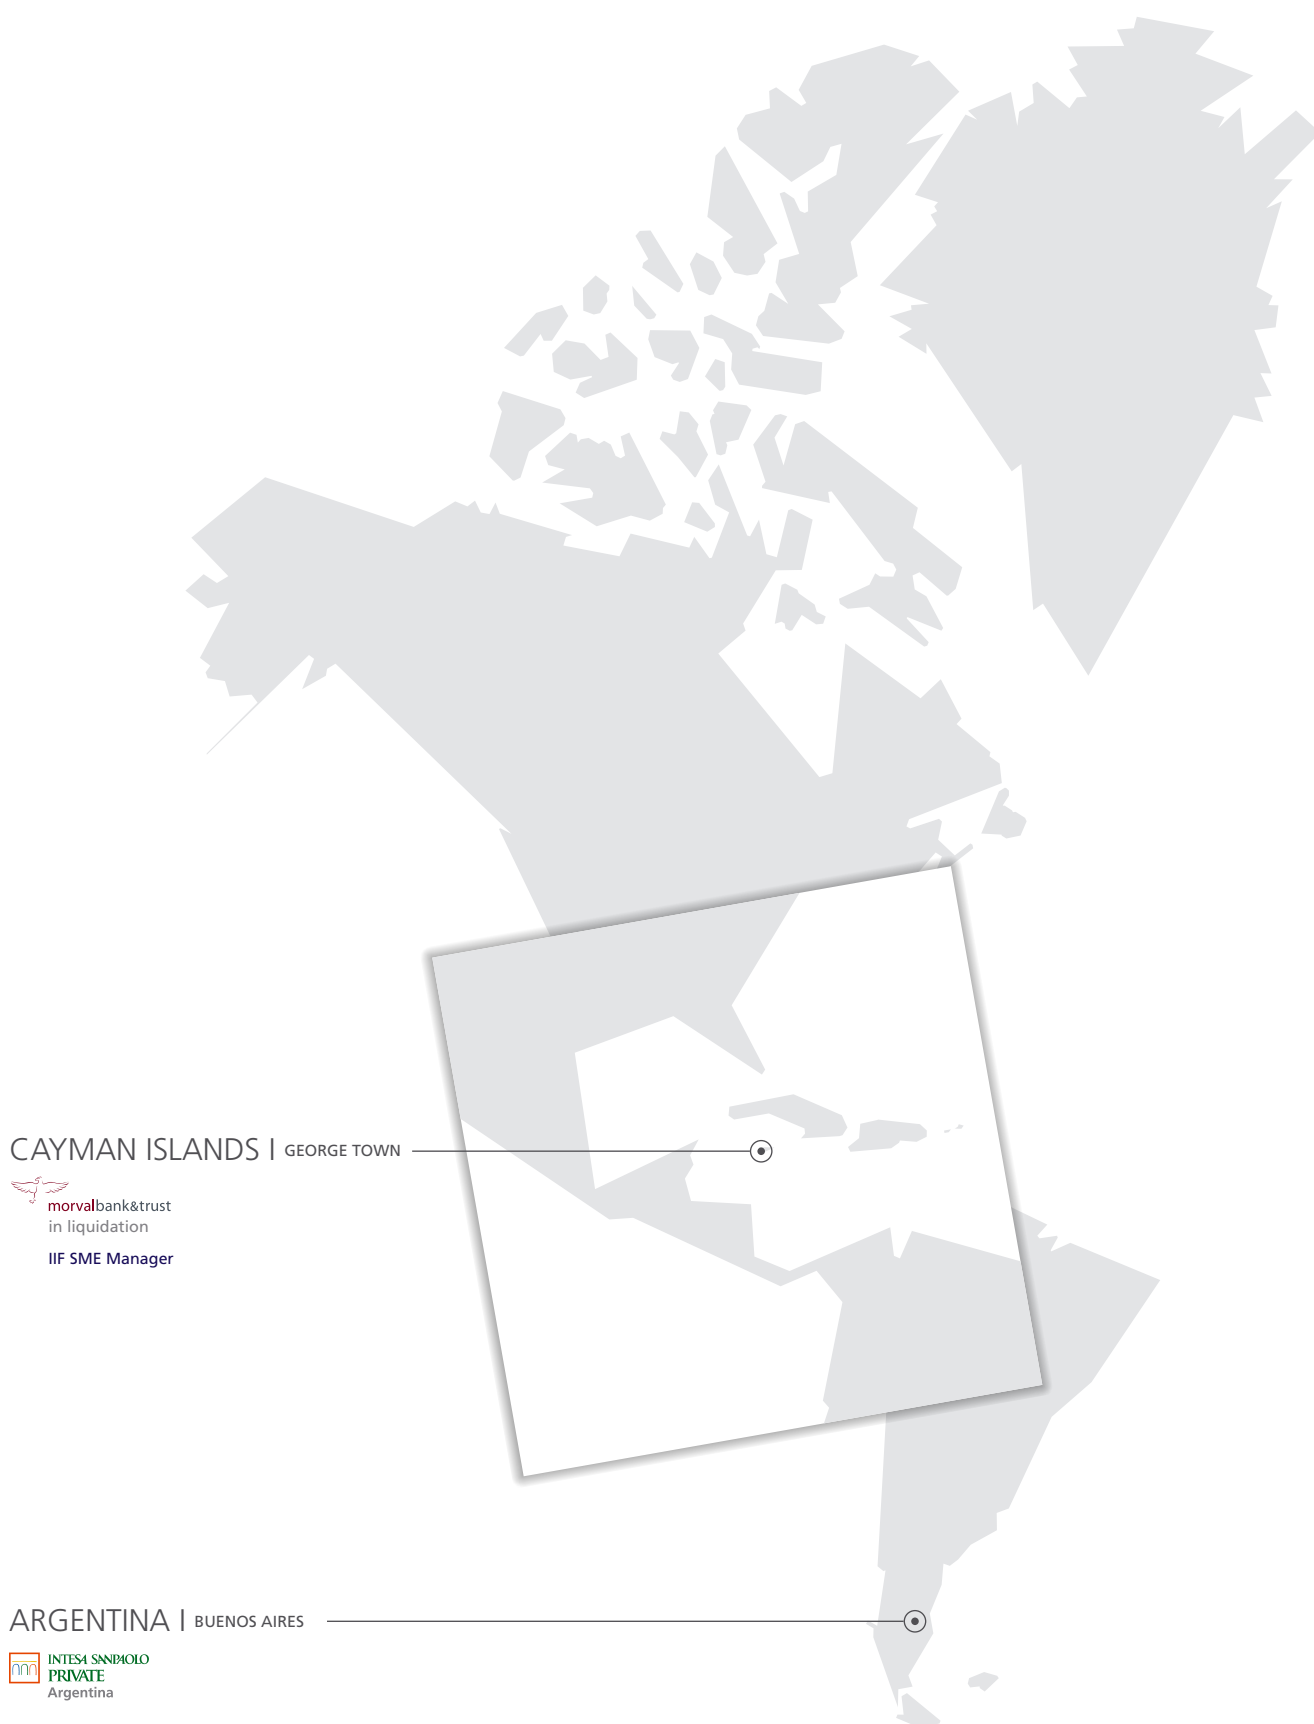 CAYMAN ISLANDS | GEORGE TOWN
morvalbank&trust
in liquidation
IIF SME Manager
ARGENTINA | BUENOS AIRES
INTESA SANPAOLO
PRIVATE
Argentina